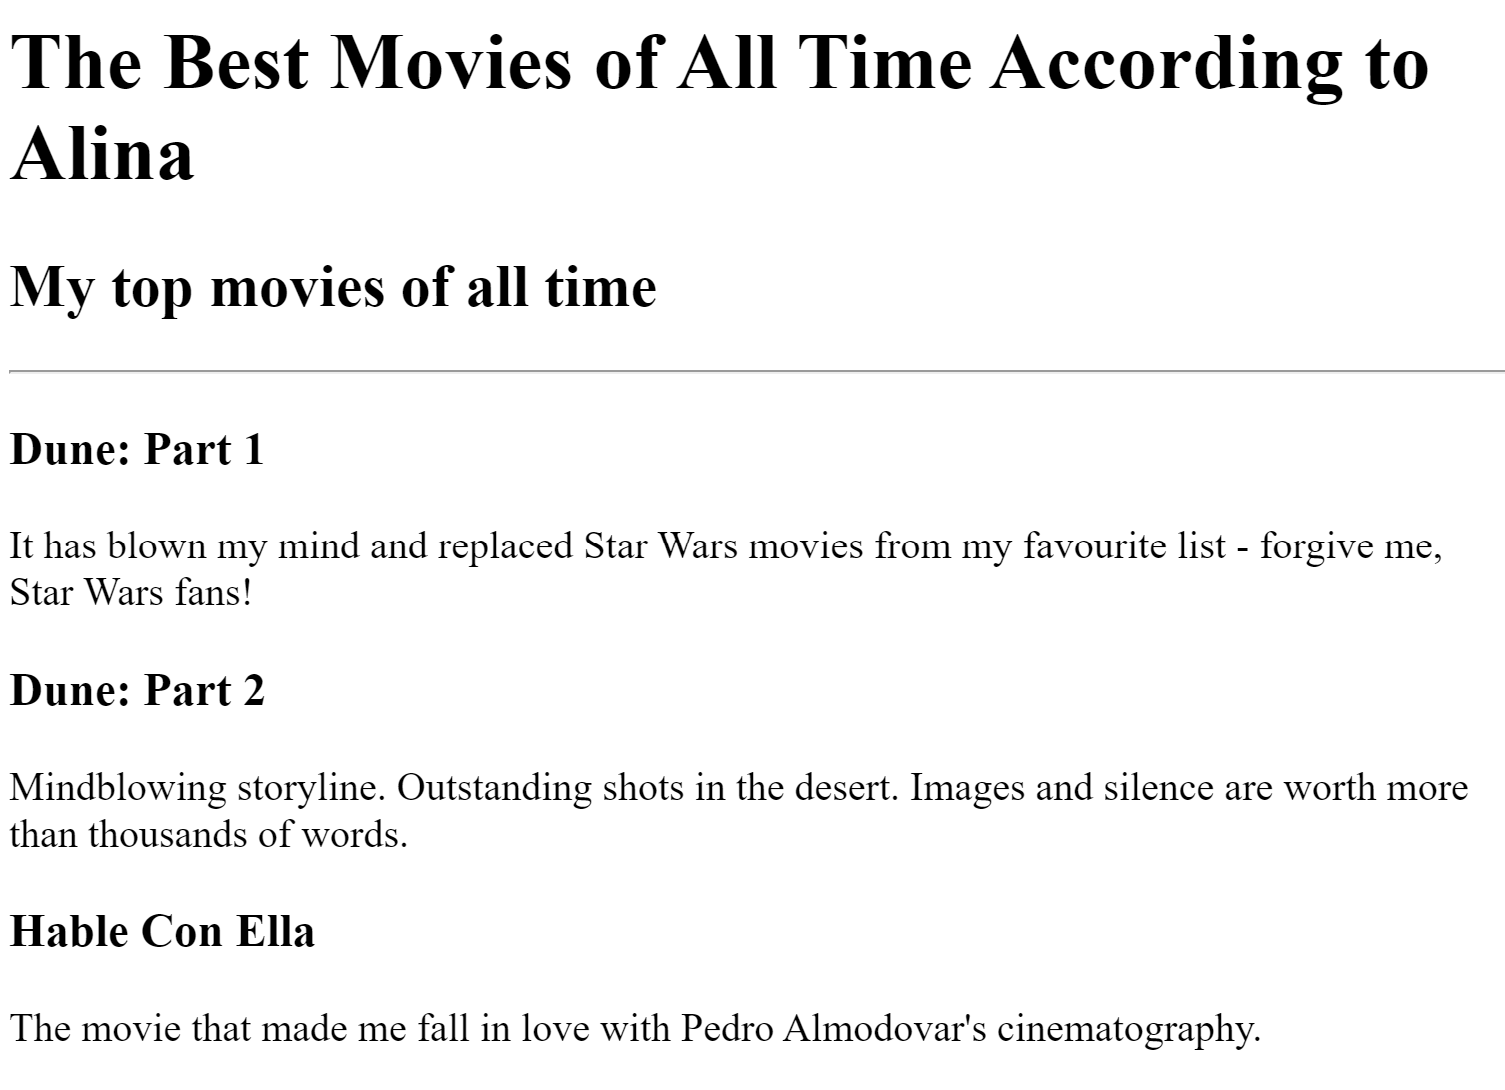 The Best Movies of All Time According to
Alina
My top movies of all time
Dune: Part 1
It has blown my mind and replaced Star Wars movies from my favourite list - forgive me,
Star Wars fans!
Dune: Part 2
Mindblowing storyline. Outstanding shots in the desert. Images and silence are worth more
than thousands of words.
Hable Con Ella
The movie that made me fall in love with Pedro Almodovar's cinematography.